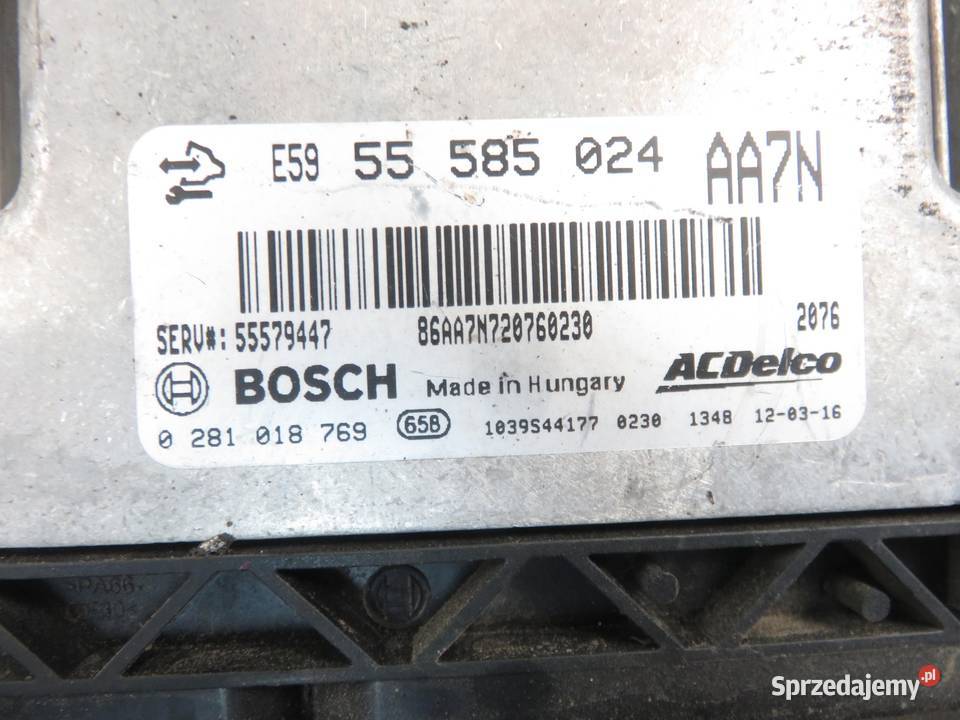 E59 55 585 024 AA7N
SERV#: 55579447 86AA7N720760230 2076
BOSCH Made in Hungary ACDelco
0 281 018 769 658 1039S44177 0230 1348 12-03-16
Sprzedajemy.pl